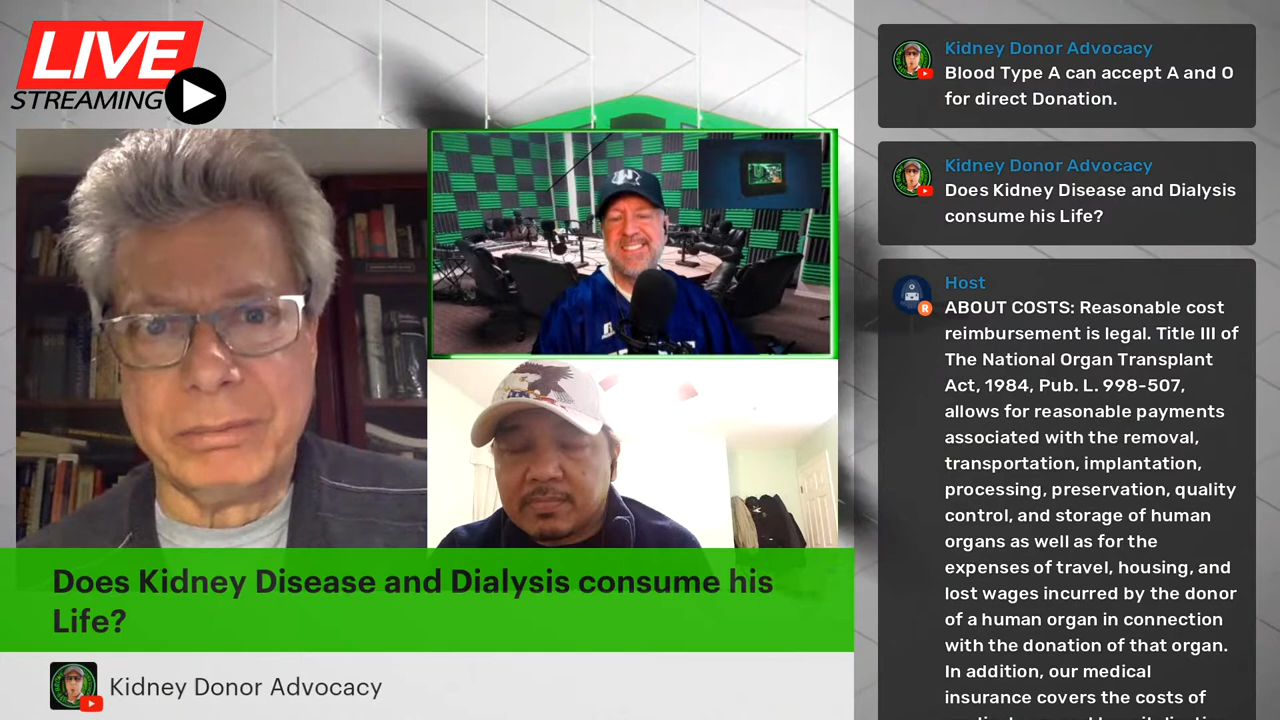 LIVE
STREAMING
Does Kidney Disease and Dialysis consume his
Life?
Kidney Donor Advocacy
Kidney Donor Advocacy
Blood Type A can accept A and O
for direct Donation.
Kidney Donor Advocacy
Does Kidney Disease and Dialysis
consume his Life?
Host
R
ABOUT COSTS: Reasonable cost
reimbursement is legal. Title III of
The National Organ Transplant
Act, 1984, Pub. L. 998-507,
allows for reasonable payments
associated with the removal,
transportation, implantation,
processing, preservation, quality
control, and storage of human
organs as well as for the
expenses of travel, housing, and
lost wages incurred by the donor
of a human organ in connection
with the donation of that organ.
In addition, our medical
insurance covers the costs of